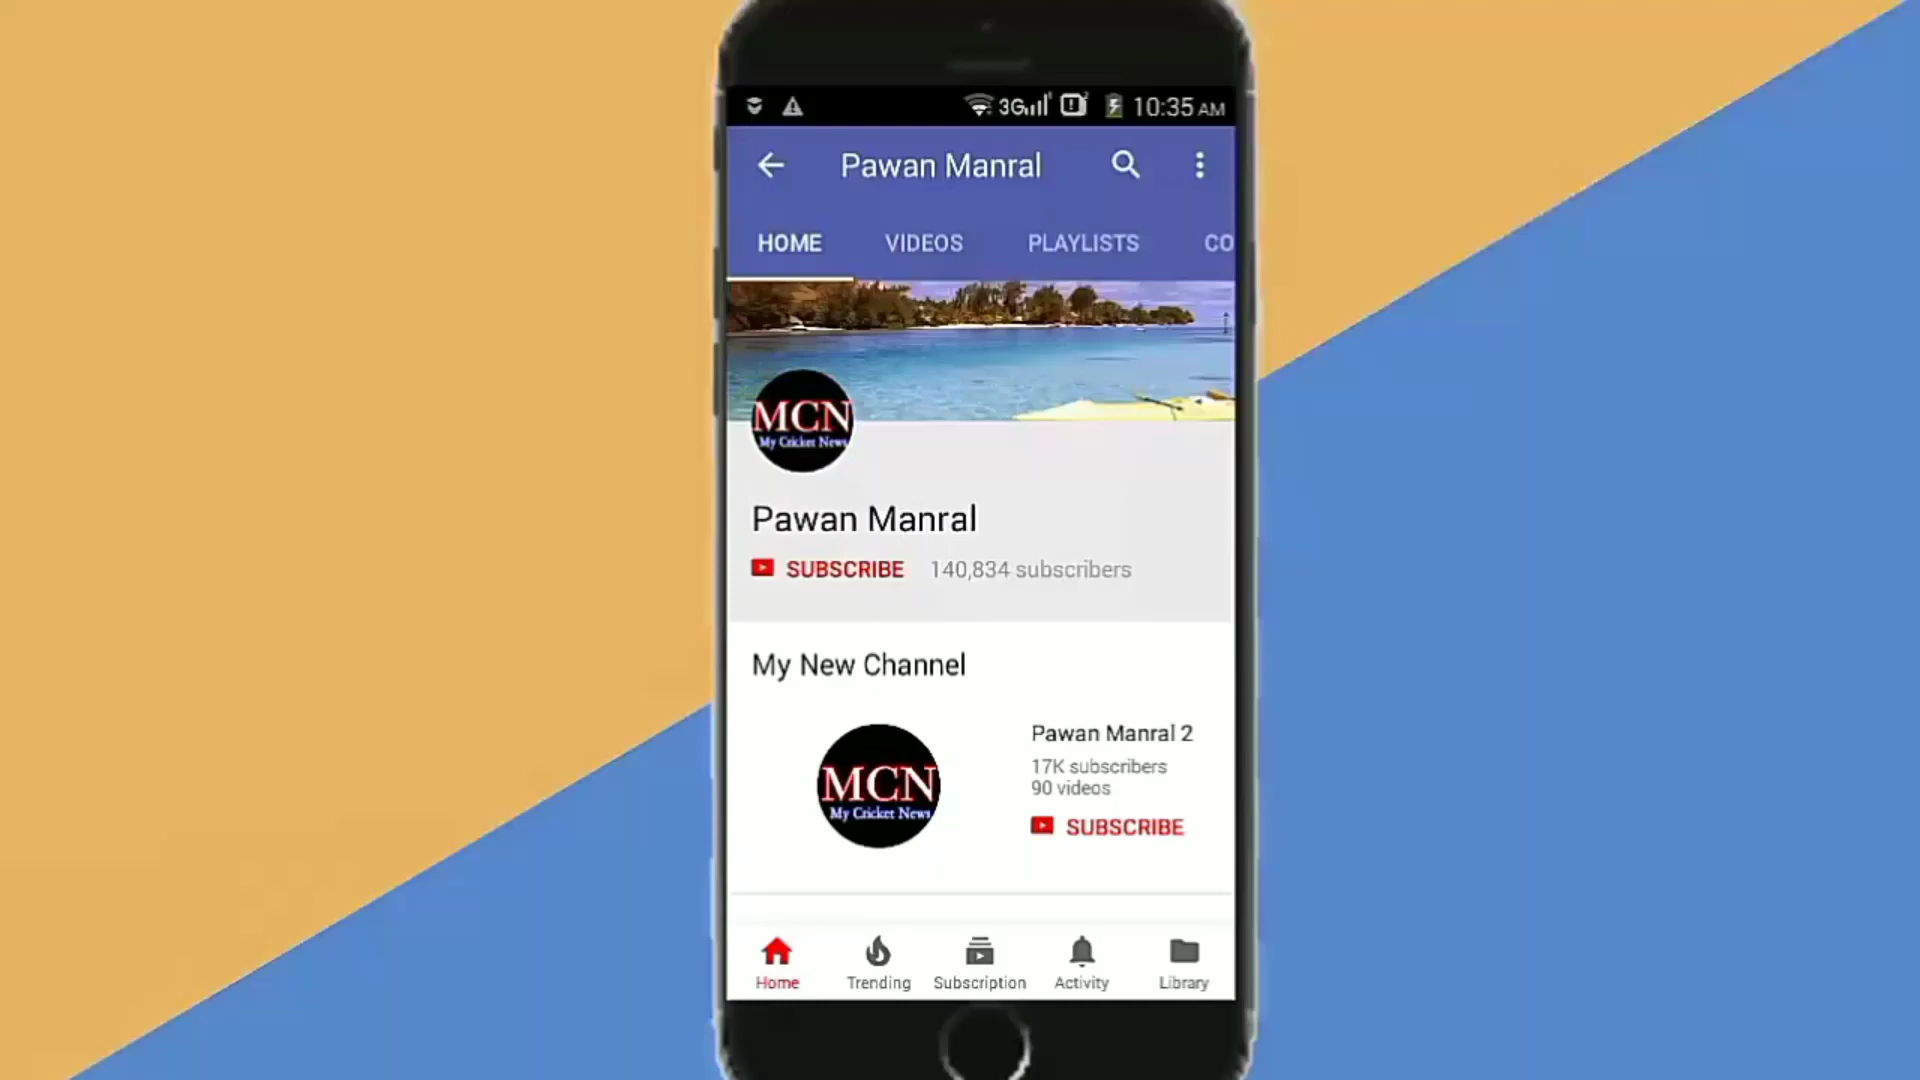 3G 10:35 AM
Pawan Manral
HOME VIDEOS PLAYLISTS CO
MCN
My Cricket News
Pawan Manral
SUBSCRIBE 140,834 subscribers
My New Channel
MCN
My Cricket News
Pawan Manral 2
17K subscribers
90 videos
SUBSCRIBE
Home Trending Subscription Activity Library